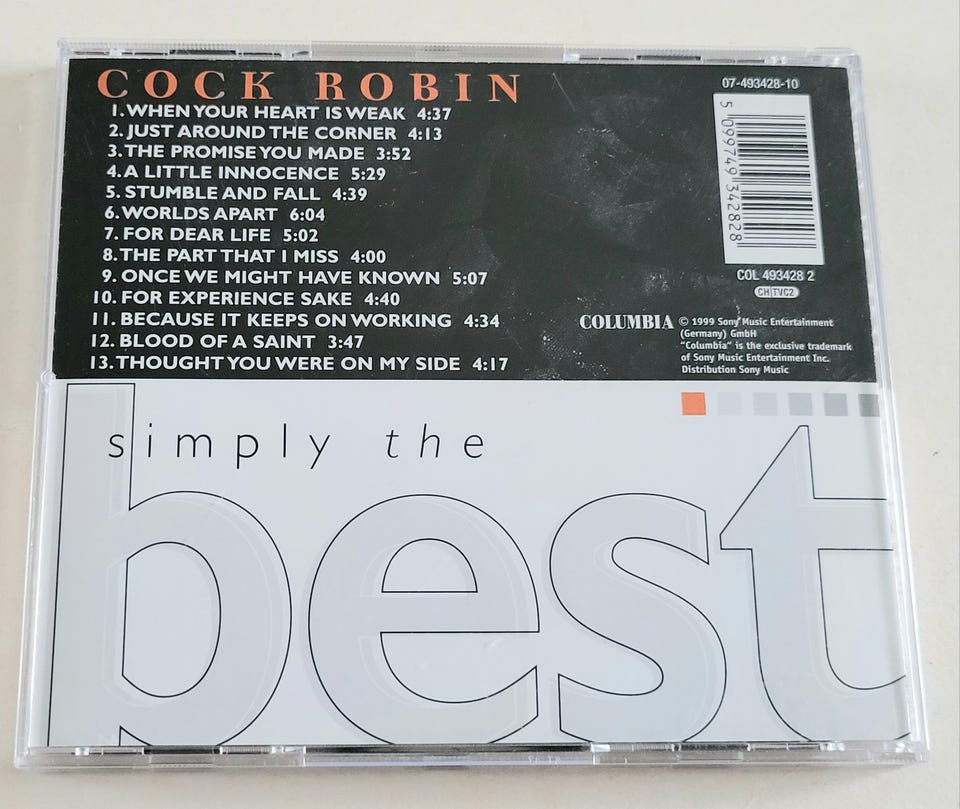 COCK ROBIN
1. WHEN YOUR HEART IS WEAK 4:37
2. JUST AROUND THE CORNER 4:13
3. THE PROMISE YOU MADE 3:52
4. A LITTLE INNOCENCE 5:29
5. STUMBLE AND FALL 4:39
6. WORLDS APART 6:04
7. FOR DEAR LIFE 5:02
8. THE PART THAT I MISS 4:00
9. ONCE WE MIGHT HAVE KNOWN 5:07
10. FOR EXPERIENCE SAKE 4:40
11. BECAUSE IT KEEPS ON WORKING 4:34
12. BLOOD OF A SAINT 3:47
13. THOUGHT YOU WERE ON MY SIDE 4:17
07-493428-10
5 099749 342828
COL 493428 2
CH|TVC2
COLUMBIA © 1999 Sony Music Entertainment
(Germany) GmbH
"Columbia" is the exclusive trademark
of Sony Music Entertainment Inc.
Distribution Sony Music
simply the
best